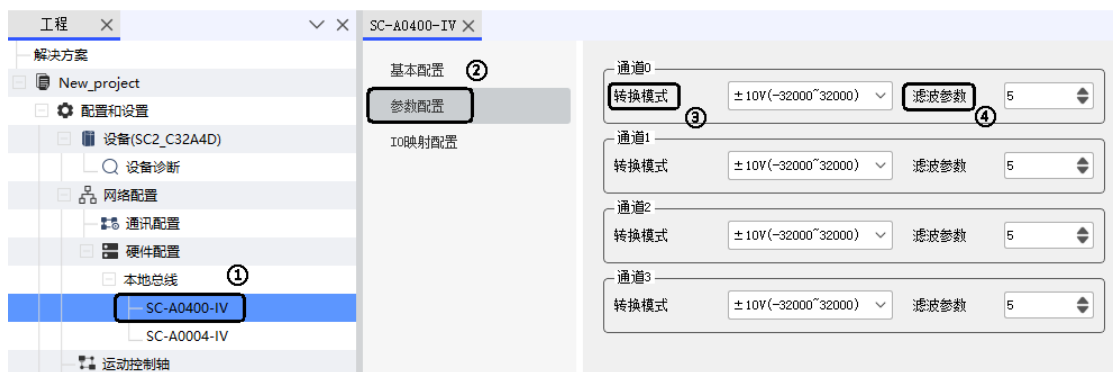 工程
SC-A0400-IV
解决方案
New_project
配置和设置
设备(SC2_C32A4D)
设备诊断
网络配置
通讯配置
硬件配置
本地总线 ①
SC-A0400-IV
SC-A0004-IV
运动控制轴
基本配置 ②
参数配置
IO映射配置
通道0
转换模式 ③ ±10V(-32000~32000) 滤波参数 ④ 5
通道1
转换模式 ±10V(-32000~32000) 滤波参数 5
通道2
转换模式 ±10V(-32000~32000) 滤波参数 5
通道3
转换模式 ±10V(-32000~32000) 滤波参数 5